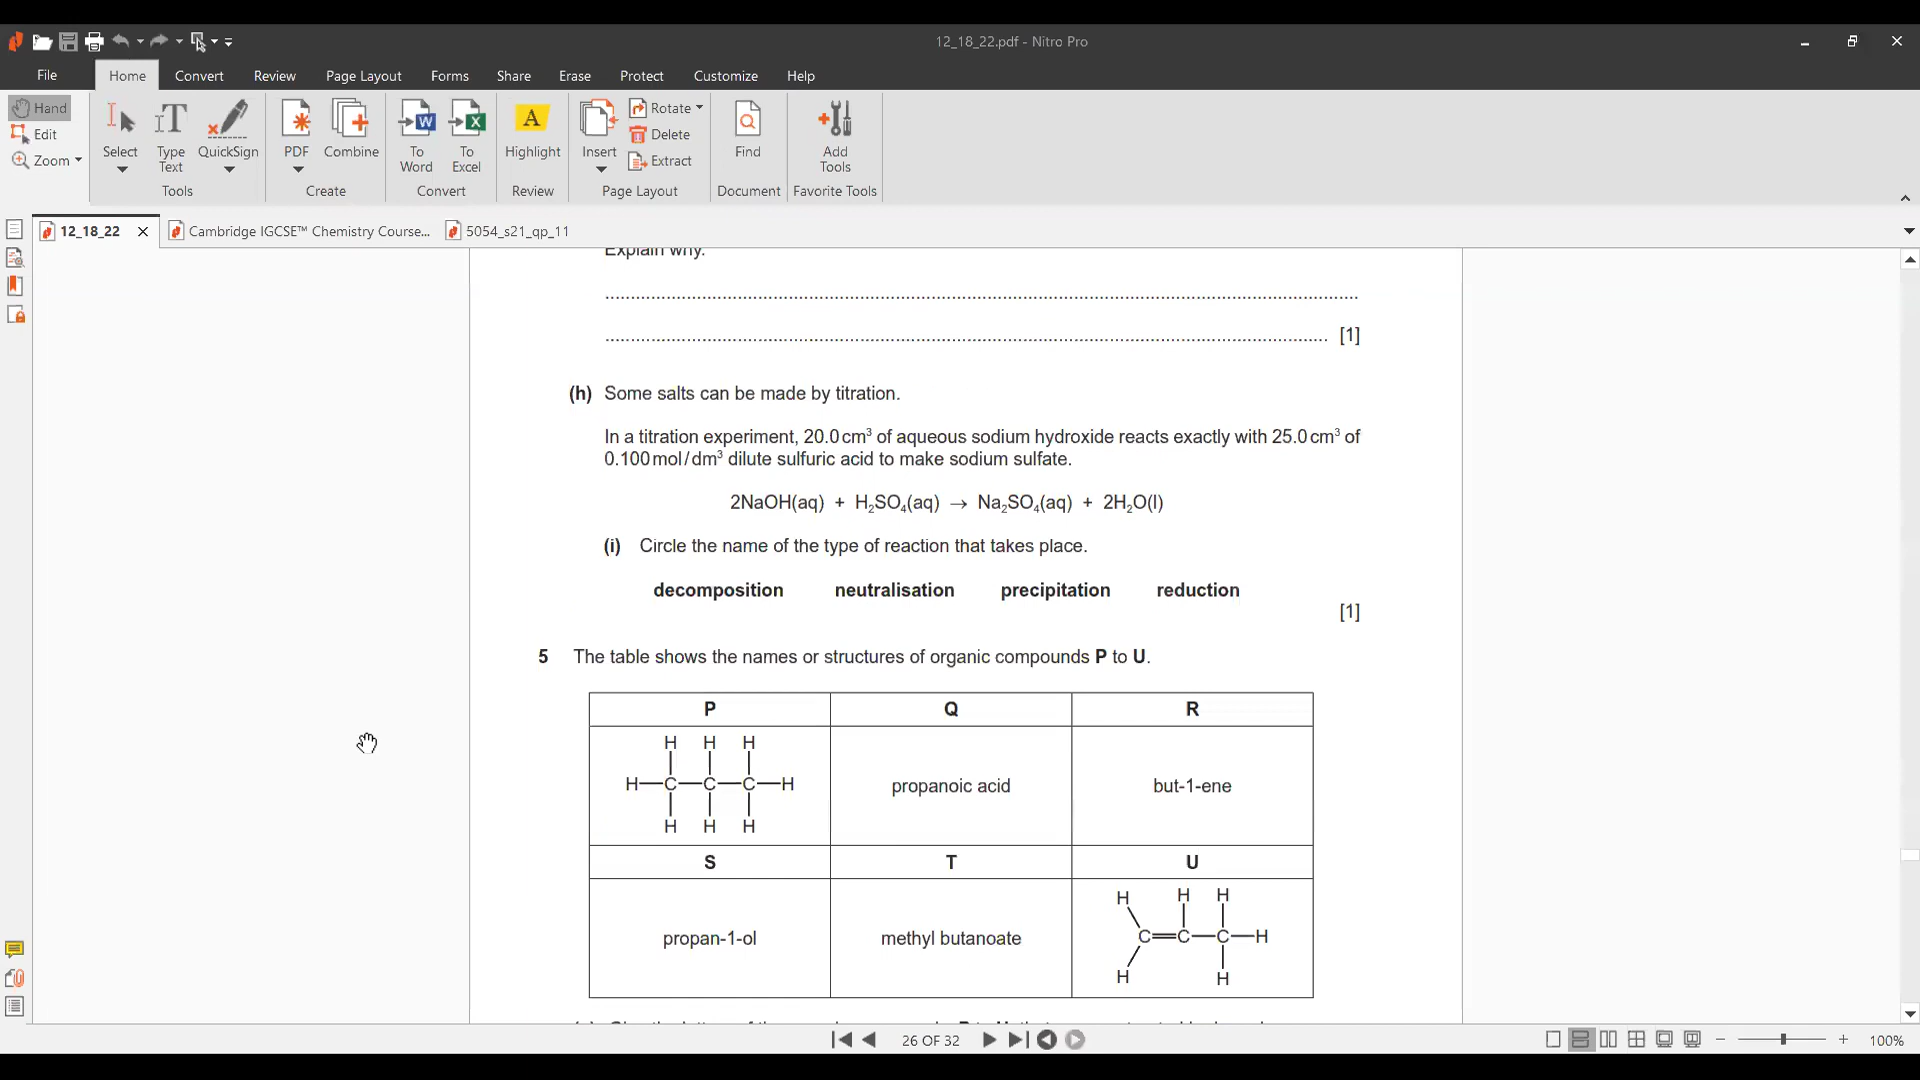 12_18_22.pdf - Nitro Pro
File Home Convert Review Page Layout Forms Share Erase Protect Customize Help
Hand
Edit
Zoom
Select
Type Text
QuickSign
Tools
PDF
Combine
Create
To Word
To Excel
Convert
Highlight
Review
Insert
Rotate
Delete
Extract
Page Layout
Find
Document
Add Tools
Favorite Tools
12_18_22
Cambridge IGCSE™ Chemistry Course...
5054_s21_qp_11
Explain why.
[1]
(h) Some salts can be made by titration.
In a titration experiment, 20.0 cm³ of aqueous sodium hydroxide reacts exactly with 25.0 cm³ of
0.100 mol/dm³ dilute sulfuric acid to make sodium sulfate.
2NaOH(aq) + H₂SO₄(aq) → Na₂SO₄(aq) + 2H₂O(l)
(i) Circle the name of the type of reaction that takes place.
decomposition neutralisation precipitation reduction
[1]
5 The table shows the names or structures of organic compounds P to U.
P Q R
H H H
H C C C H
H H H
propanoic acid
but-1-ene
S T U
propan-1-ol
methyl butanoate
H H H
C C C H
H H
26 OF 32
100%